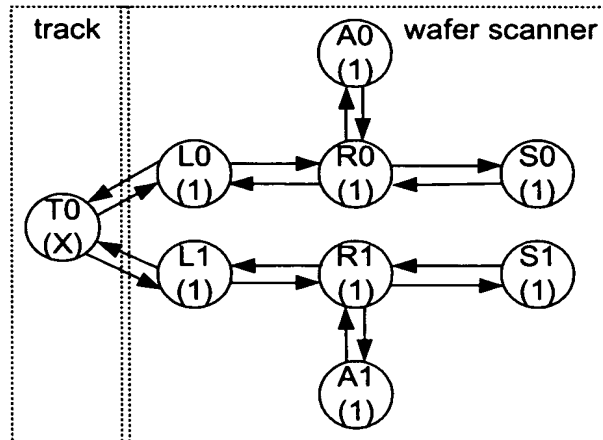 track
wafer scanner
A0
(1)
L0
(1)
R0
(1)
S0
(1)
T0
(X)
L1
(1)
R1
(1)
S1
(1)
A1
(1)